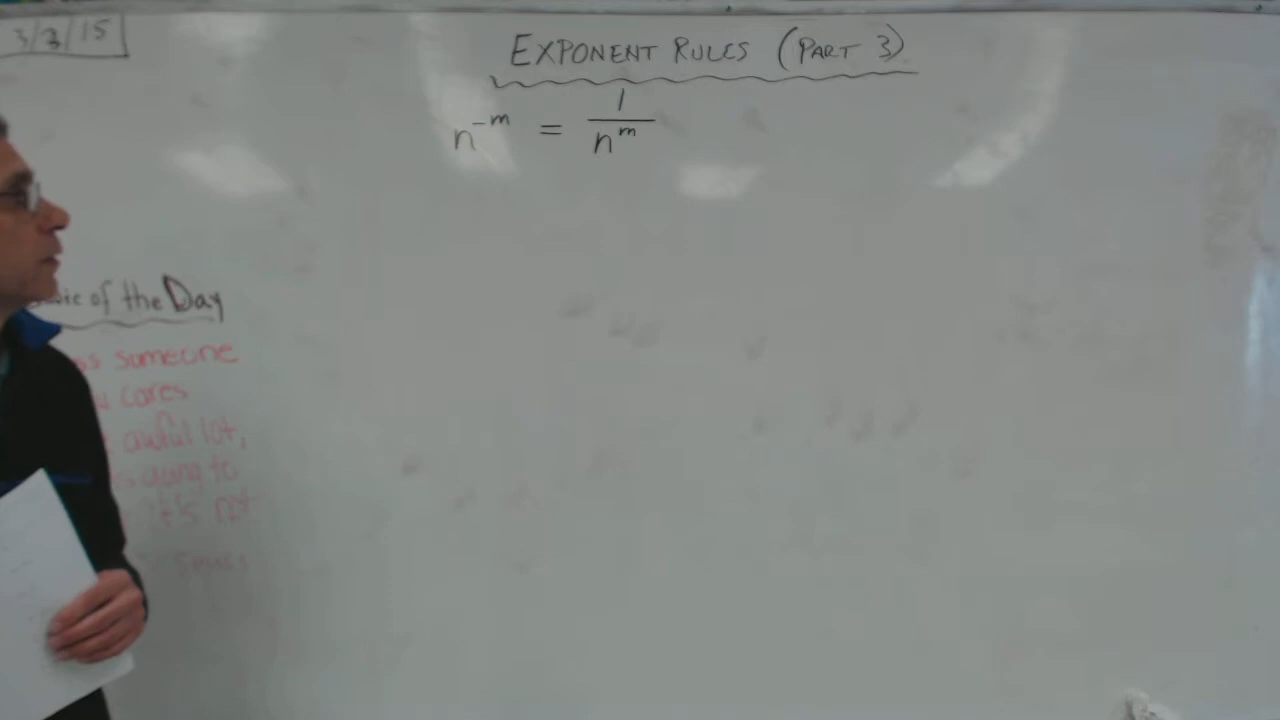 3/3/15
EXPONENT RULES (PART 3)
n^{-m} = \frac{1}{n^m}
of the Day
someone
cares
awful lot,
going to
it's not